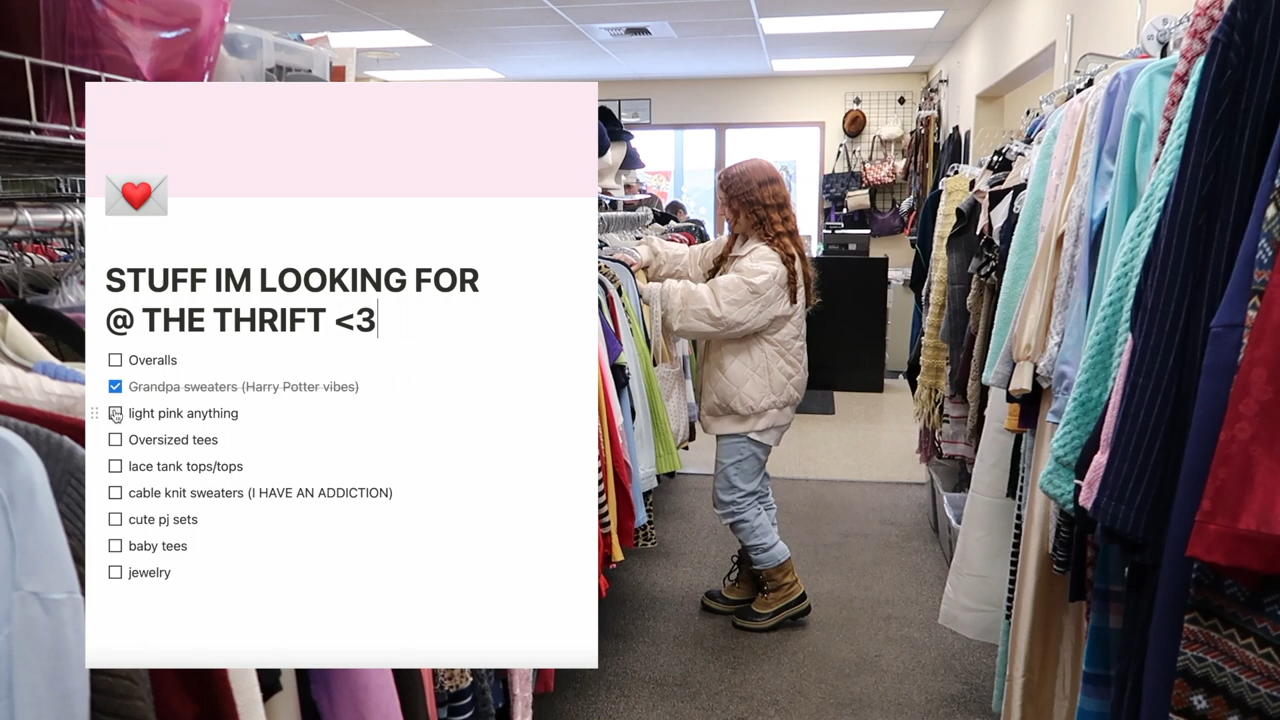 STUFF IM LOOKING FOR
@ THE THRIFT <3
Overalls
Grandpa sweaters (Harry Potter vibes)
light pink anything
Oversized tees
lace tank tops/tops
cable knit sweaters (I HAVE AN ADDICTION)
cute pj sets
baby tees
jewelry
S